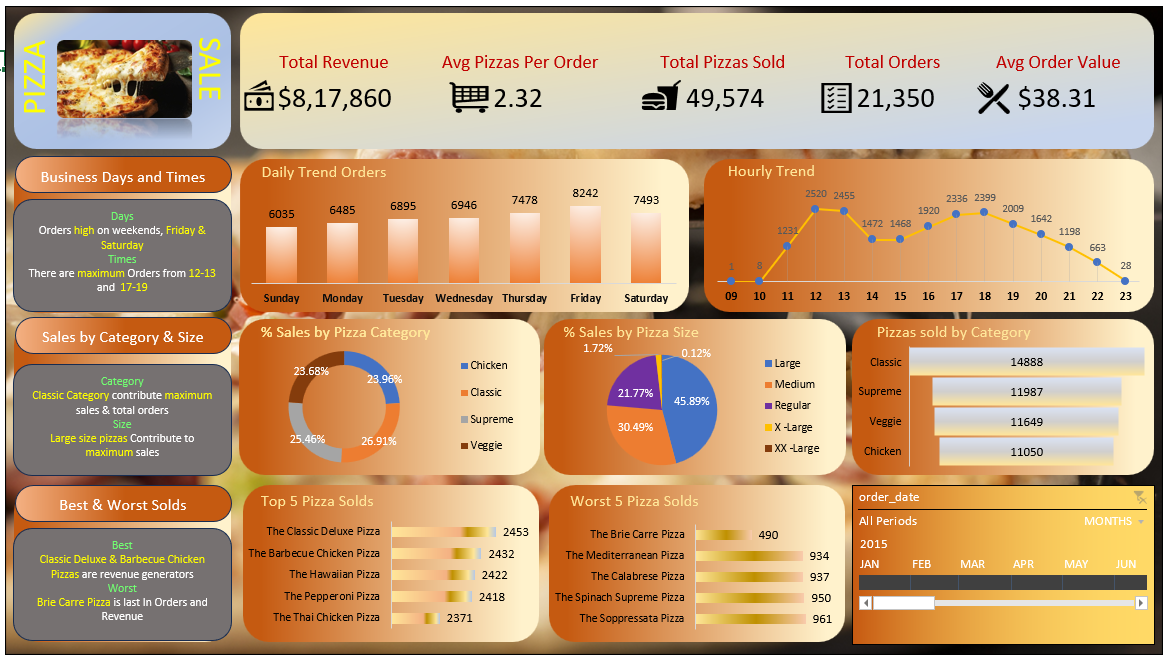 PIZZA
SALE
Total Revenue
$8,17,860
Avg Pizzas Per Order
2.32
Total Pizzas Sold
49,574
Total Orders
21,350
Avg Order Value
$38.31
Business Days and Times
Days
Orders high on weekends, Friday &
Saturday
Times
There are maximum Orders from 12-13
and 17-19
Daily Trend Orders
6035
6485
6895
6946
7478
8242
7493
Sunday
Monday
Tuesday
Wednesday
Thursday
Friday
Saturday
Hourly Trend
1
8
1231
2520
2455
1472
1468
1920
2336
2399
2009
1642
1198
663
28
09
10
11
12
13
14
15
16
17
18
19
20
21
22
23
Sales by Category & Size
Category
Classic Category contribute maximum
sales & total orders
Size
Large size pizzas Contribute to
maximum sales
% Sales by Pizza Category
23.68%
23.96%
25.46%
26.91%
Chicken
Classic
Supreme
Veggie
% Sales by Pizza Size
1.72%
0.12%
21.77%
45.89%
30.49%
Large
Medium
Regular
X -Large
XX -Large
Pizzas sold by Category
Classic 14888
Supreme 11987
Veggie 11649
Chicken 11050
Best & Worst Solds
Best
Classic Deluxe & Barbecue Chicken
Pizzas are revenue generators
Worst
Brie Carre Pizza is last In Orders and
Revenue
Top 5 Pizza Solds
The Classic Deluxe Pizza 2453
The Barbecue Chicken Pizza 2432
The Hawaiian Pizza 2422
The Pepperoni Pizza 2418
The Thai Chicken Pizza 2371
Worst 5 Pizza Solds
The Brie Carre Pizza 490
The Mediterranean Pizza 934
The Calabrese Pizza 937
The Spinach Supreme Pizza 950
The Soppressata Pizza 961
order_date
All Periods MONTHS
2015
JAN FEB MAR APR MAY JUN